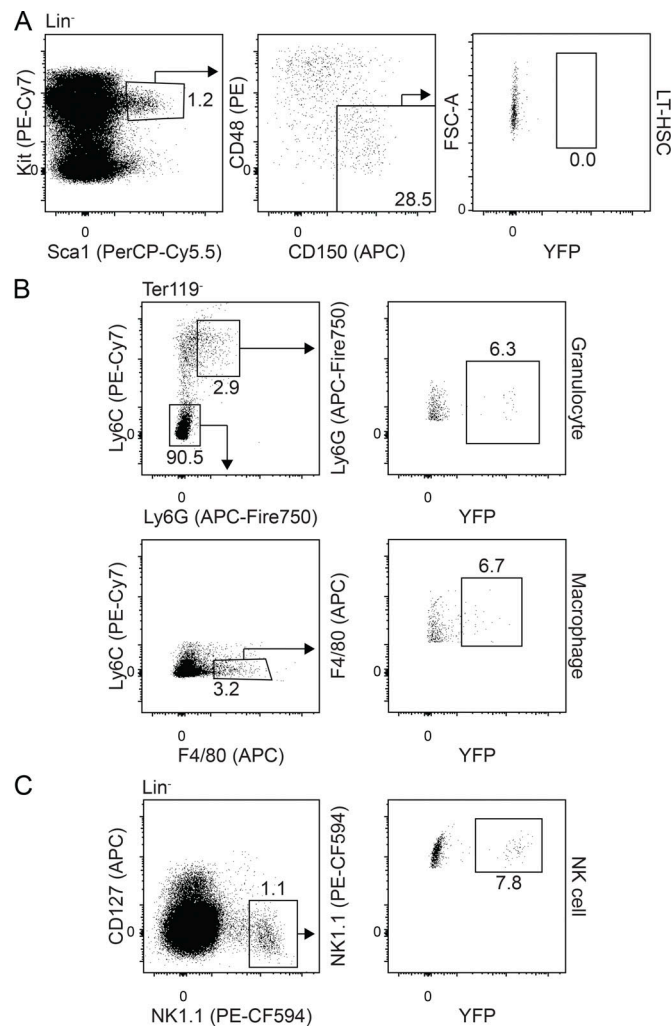 A
Lin-
Kit (PE-Cy7)
0
1.2
0
Sca1 (PerCP-Cy5.5)
CD48 (PE)
0
28.5
0
CD150 (APC)
FSC-A
0
0.0
0
YFP
LT-HSC
B
Ter119-
Ly6C (PE-Cy7)
0
2.9
90.5
0
Ly6G (APC-Fire750)
Ly6G (APC-Fire750)
0
6.3
0
YFP
Granulocyte
Ly6C (PE-Cy7)
0
3.2
0
F4/80 (APC)
F4/80 (APC)
0
6.7
0
YFP
Macrophage
C
Lin-
CD127 (APC)
0
1.1
0
NK1.1 (PE-CF594)
NK1.1 (PE-CF594)
0
7.8
0
YFP
NK cell